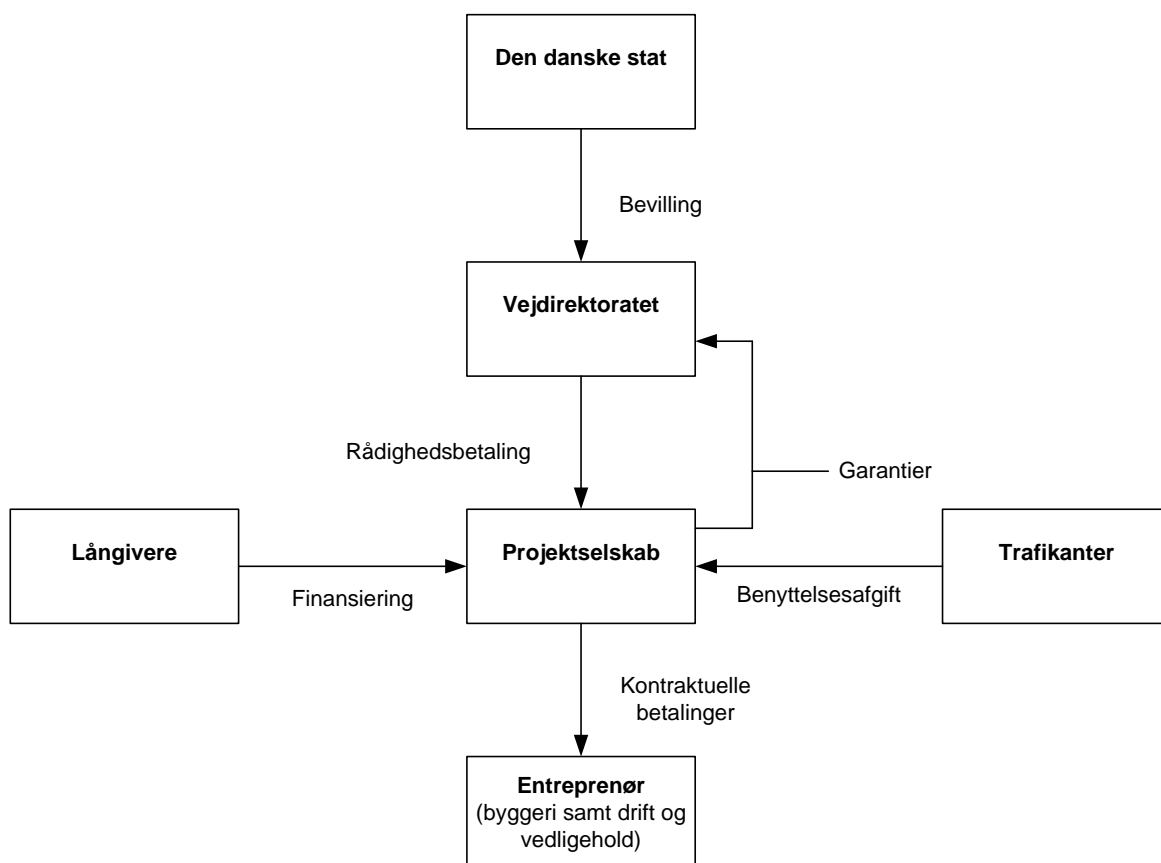 Den danske stat
Bevilling
Vejdirektoratet
Rådighedsbetaling
Garantier
Långivere
Projektselskab
Trafikanter
Finansiering
Benyttelsesafgift
Kontraktuelle
betalinger
Entreprenør
(byggeri samt drift og
vedligehold)